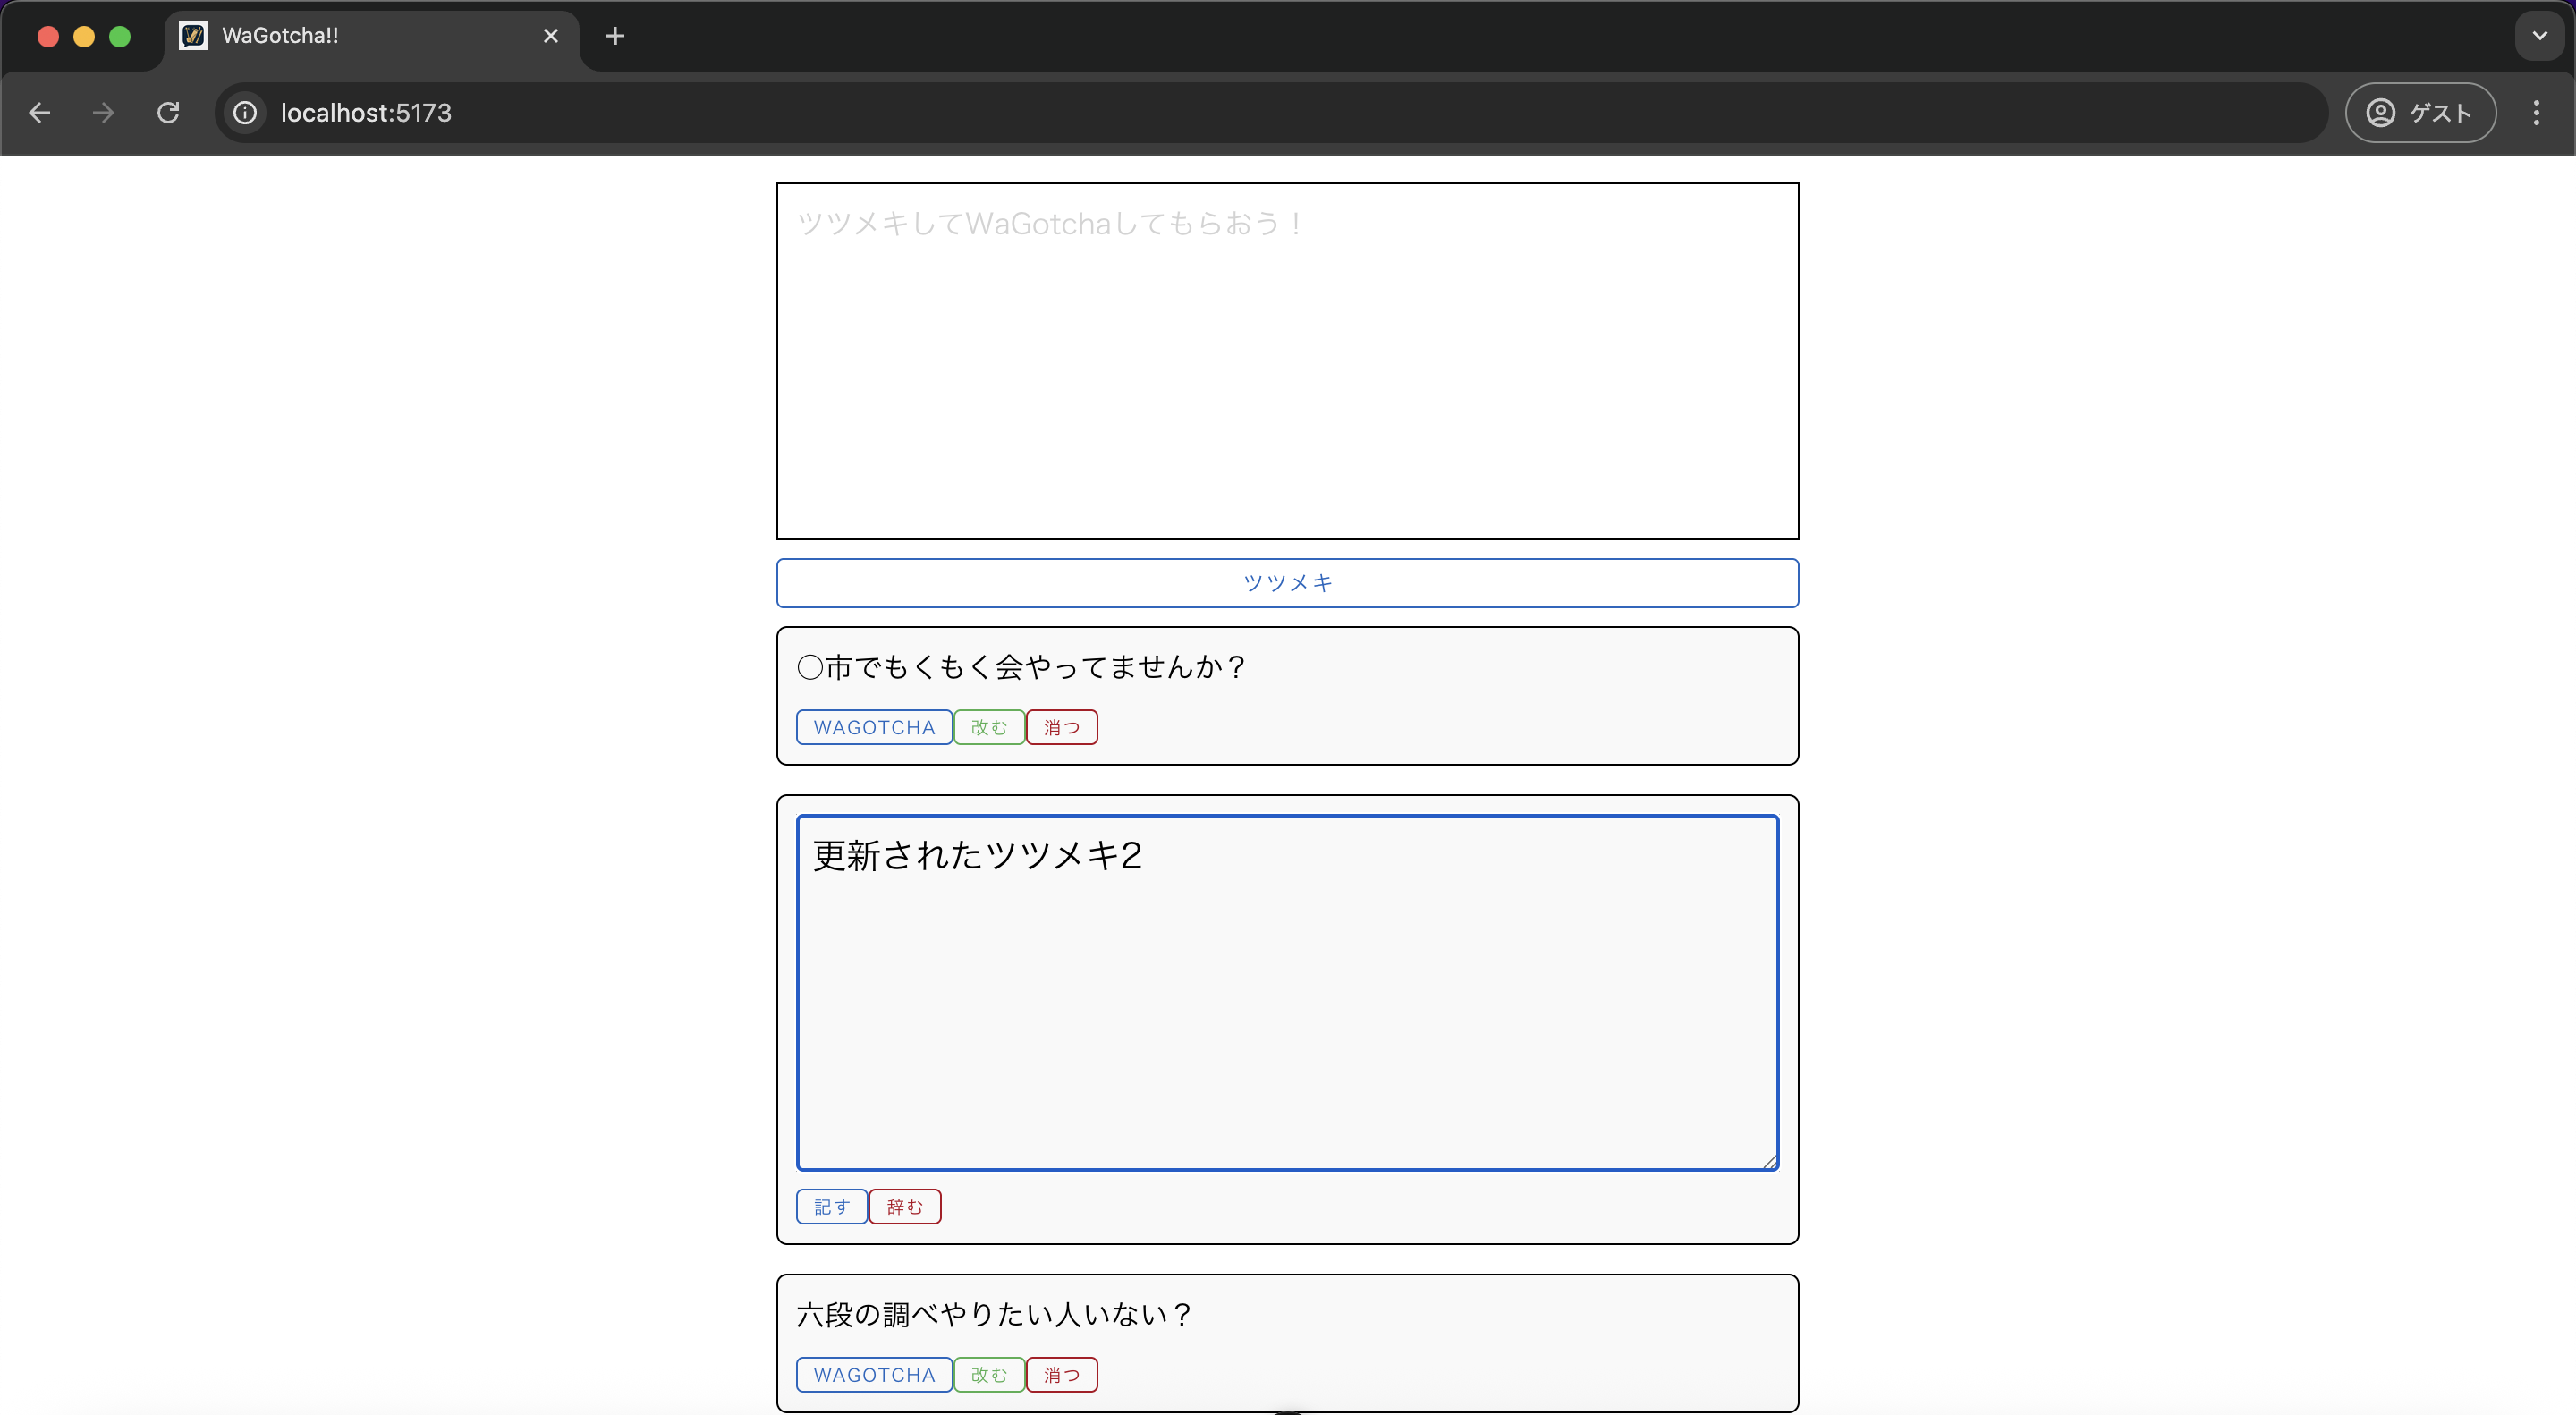 WaGotcha!!
localhost:5173
ゲスト
ツツメキしてWaGotchaしてもらおう！
ツツメキ
〇市でもくもく会やってませんか？
WAGOTCHA 改む 消つ
更新されたツツメキ2
記す 辞む
六段の調べやりたい人いない？
WAGOTCHA 改む 消つ